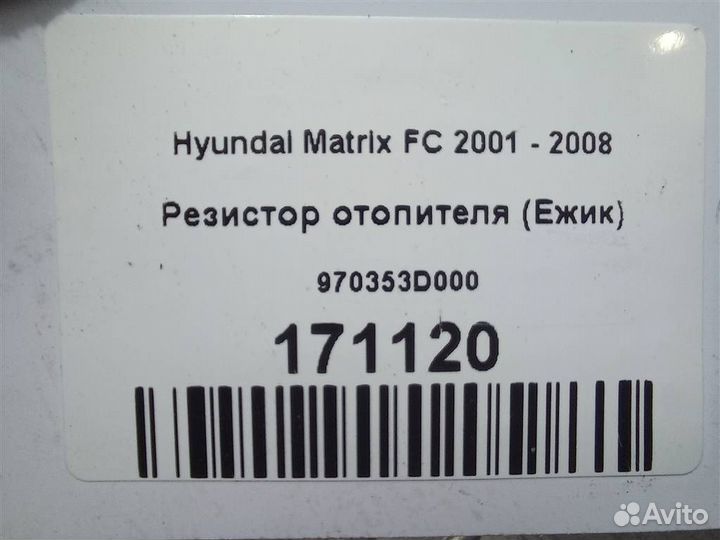 Hyundai Matrix FC 2001 - 2008
Резистор отопителя (Ежик)
970353D000
171120
Avito